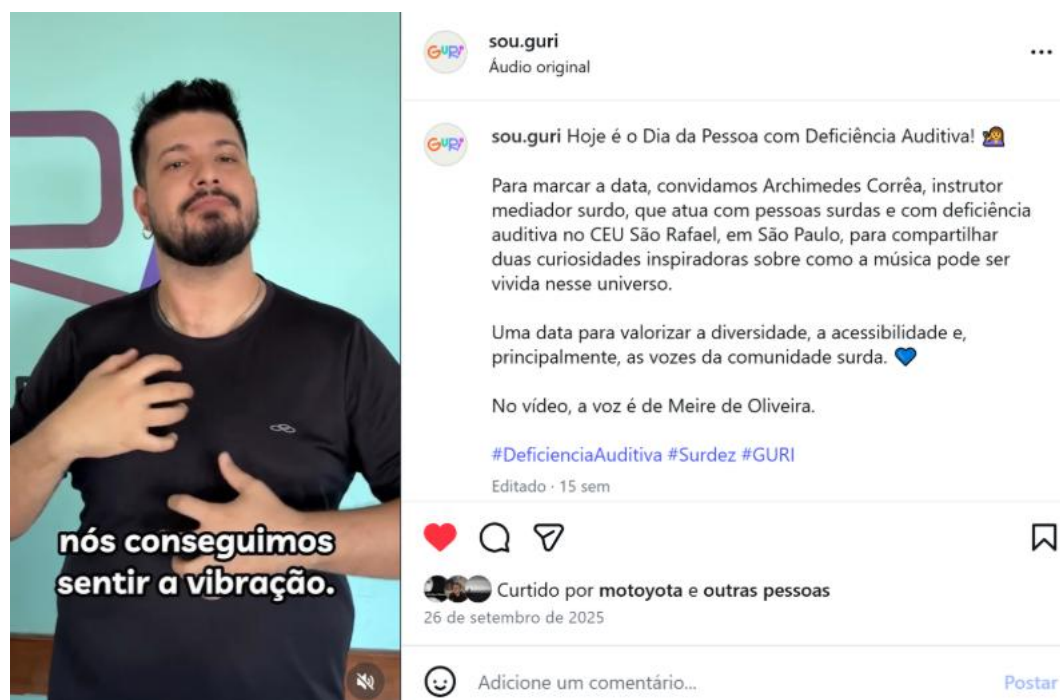 nós conseguimos
sentir a vibração.
GURI
sou.guri
Áudio original
GURI
sou.guri Hoje é o Dia da Pessoa com Deficiência Auditiva! 🧏‍♀️
Para marcar a data, convidamos Archimedes Corrêa, instrutor
mediador surdo, que atua com pessoas surdas e com deficiência
auditiva no CEU São Rafael, em São Paulo, para compartilhar
duas curiosidades inspiradoras sobre como a música pode ser
vivida nesse universo.
Uma data para valorizar a diversidade, a acessibilidade e,
principalmente, as vozes da comunidade surda. 💙
No vídeo, a voz é de Meire de Oliveira.
#DeficienciaAuditiva #Surdez #GURI
Editado · 15 sem
Curtido por motoyota e outras pessoas
26 de setembro de 2025
Adicione um comentário...
Postar